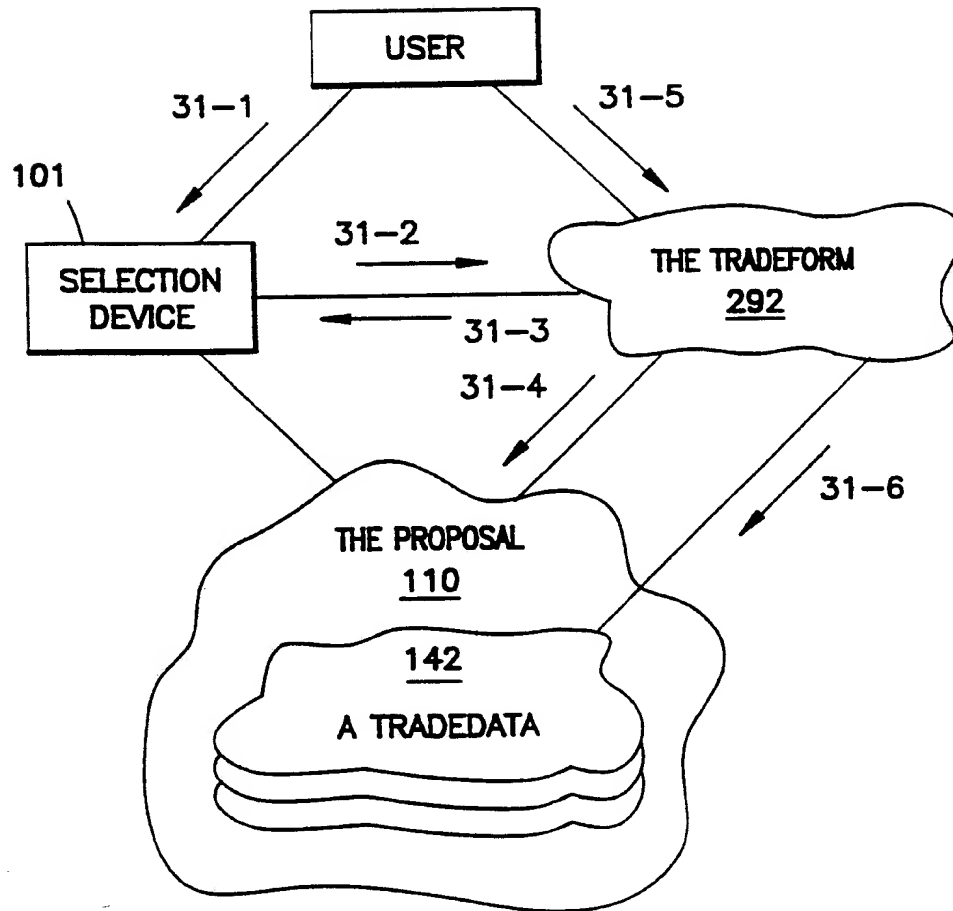 USER
31-1
31-5
101
31-2
SELECTION
DEVICE
THE TRADEFORM
292
31-3
31-4
31-6
THE PROPOSAL
110
142
A TRADEDATA